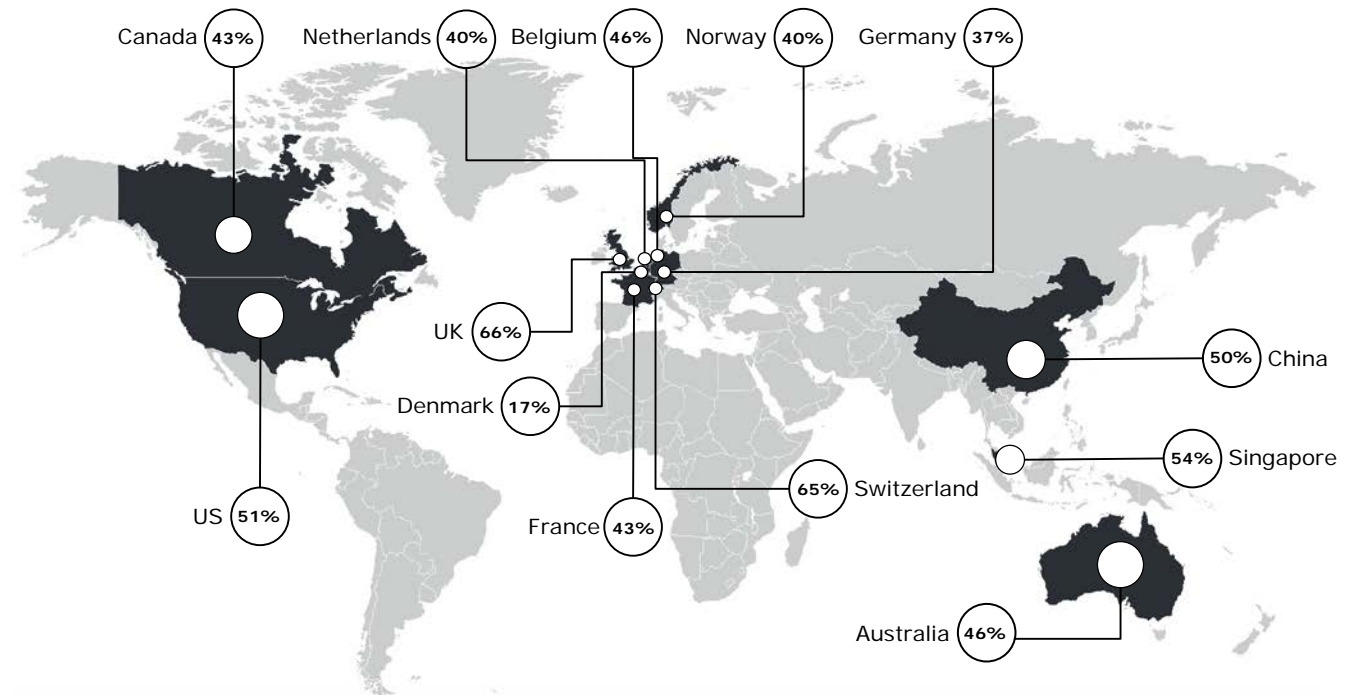 Canada 43%
Netherlands 40%
Belgium 46%
Norway 40%
Germany 37%
UK 66%
50% China
Denmark 17%
54% Singapore
65% Switzerland
US 51%
France 43%
Australia 46%